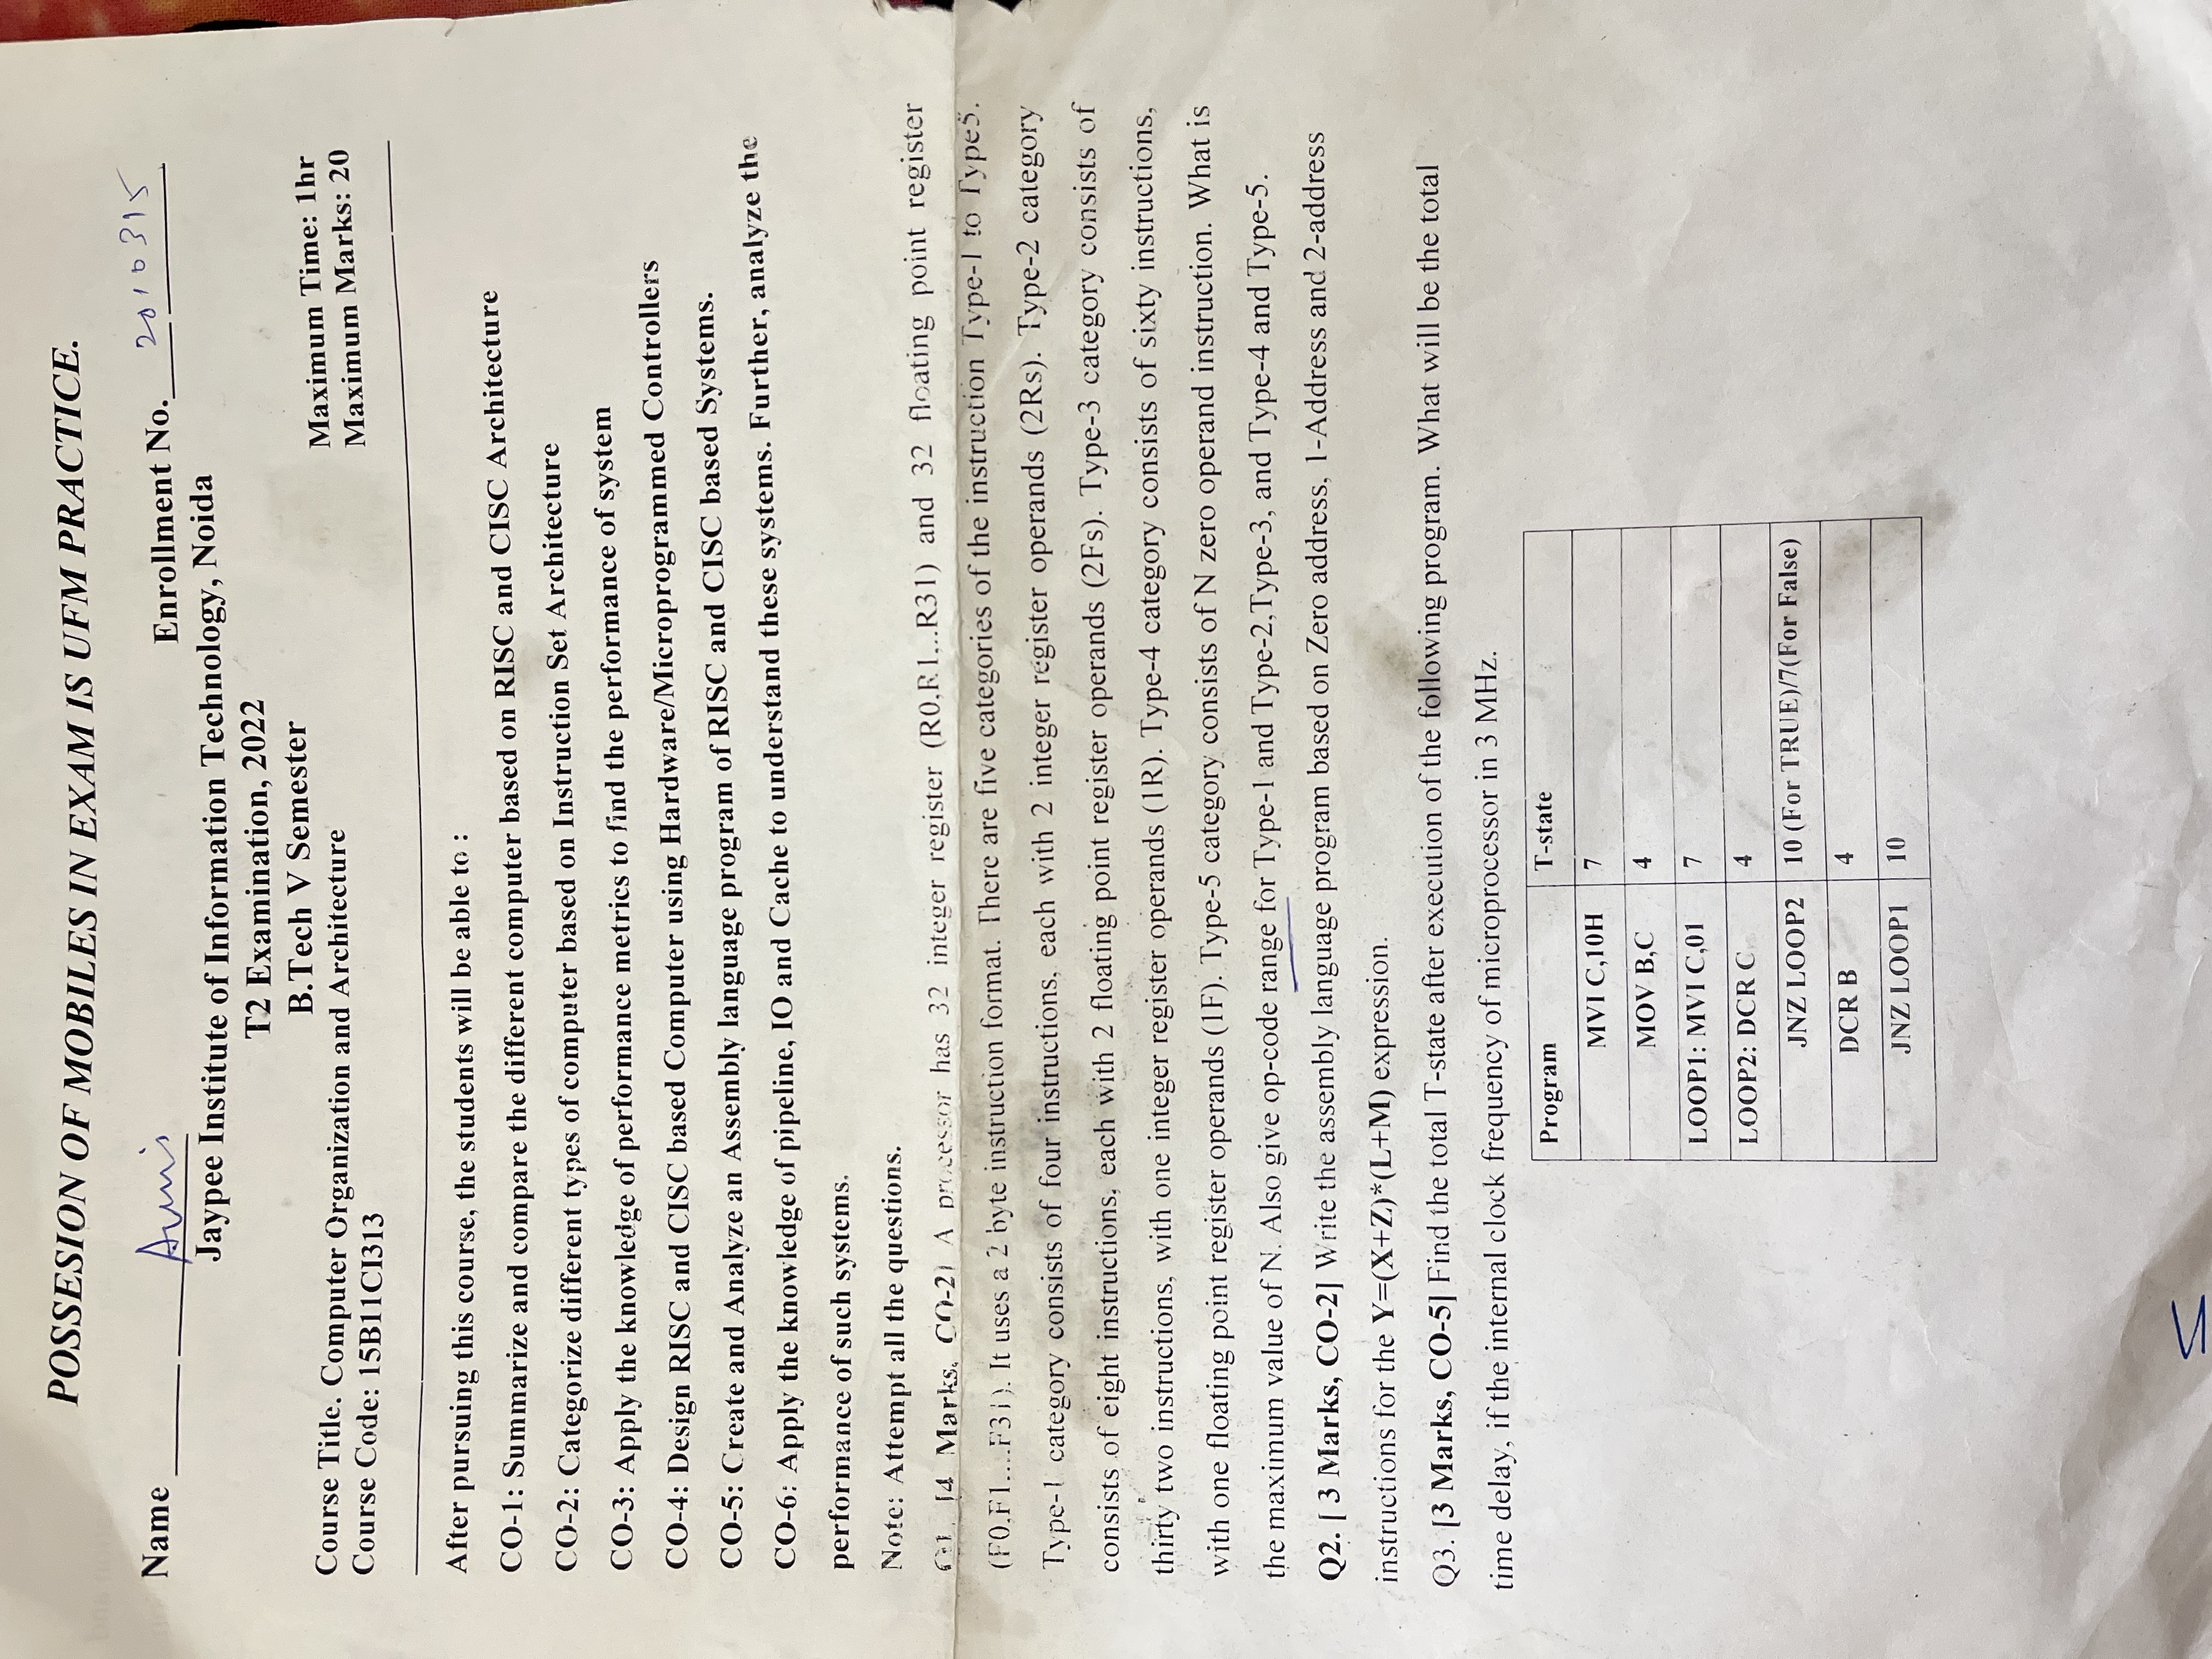 POSSESION OF MOBILES IN EXAM IS UFM PRACTICE.
Name
Enrollment No. 2010315
Jaypee Institute of Information Technology, Noida
T2 Examination, 2022
B.Tech V Semester
Course Title. Computer Organization and Architecture
Maximum Time: 1hr
Course Code: 15B11CI313
Maximum Marks: 20
After pursuing this course, the students will be able to :
CO-1: Summarize and compare the different computer based on RISC and CISC Architecture
CO-2: Categorize different types of computer based on Instruction Set Architecture
CO-3: Apply the knowledge of performance metrics to find the performance of system
CO-4: Design RISC and CISC based Computer using Hardware/Microprogrammed Controllers
CO-5: Create and Analyze an Assembly language program of RISC and CISC based Systems.
CO-6: Apply the knowledge of pipeline, IO and Cache to understand these systems. Further, analyze the
performance of such systems.
Note: Attempt all the questions.
Q1. [4 Marks, CO-2] A processor has 32 integer register (R0,R1,..R31) and 32 floating point register
(F0,F1....F31). It uses a 2 byte instruction format. There are five categories of the instruction Type-1 to Type5.
Type-1 category consists of four instructions, each with 2 integer register operands (2Rs). Type-2 category
consists of eight instructions, each with 2 floating point register operands (2Fs). Type-3 category consists of
thirty two instructions, with one integer register operands (1R). Type-4 category consists of sixty instructions,
with one floating point register operands (1F). Type-5 category consists of N zero operand instruction. What is
the maximum value of N. Also give op-code range for Type-1 and Type-2,Type-3, and Type-4 and Type-5.
Q2. [ 3 Marks, CO-2] Write the assembly language program based on Zero address, 1-Address and 2-address
instructions for the Y=(X+Z)*(L+M) expression.
Q3. [3 Marks, CO-5] Find the total T-state after execution of the following program. What will be the total
time delay, if the internal clock frequency of microprocessor in 3 MHz.
Program T-state
MVI C,10H 7
MOV B,C 4
LOOP1: MVI C,01 7
LOOP2: DCR C 4
JNZ LOOP2 10 (For TRUE)/7(For False)
DCR B 4
JNZ LOOP1 10